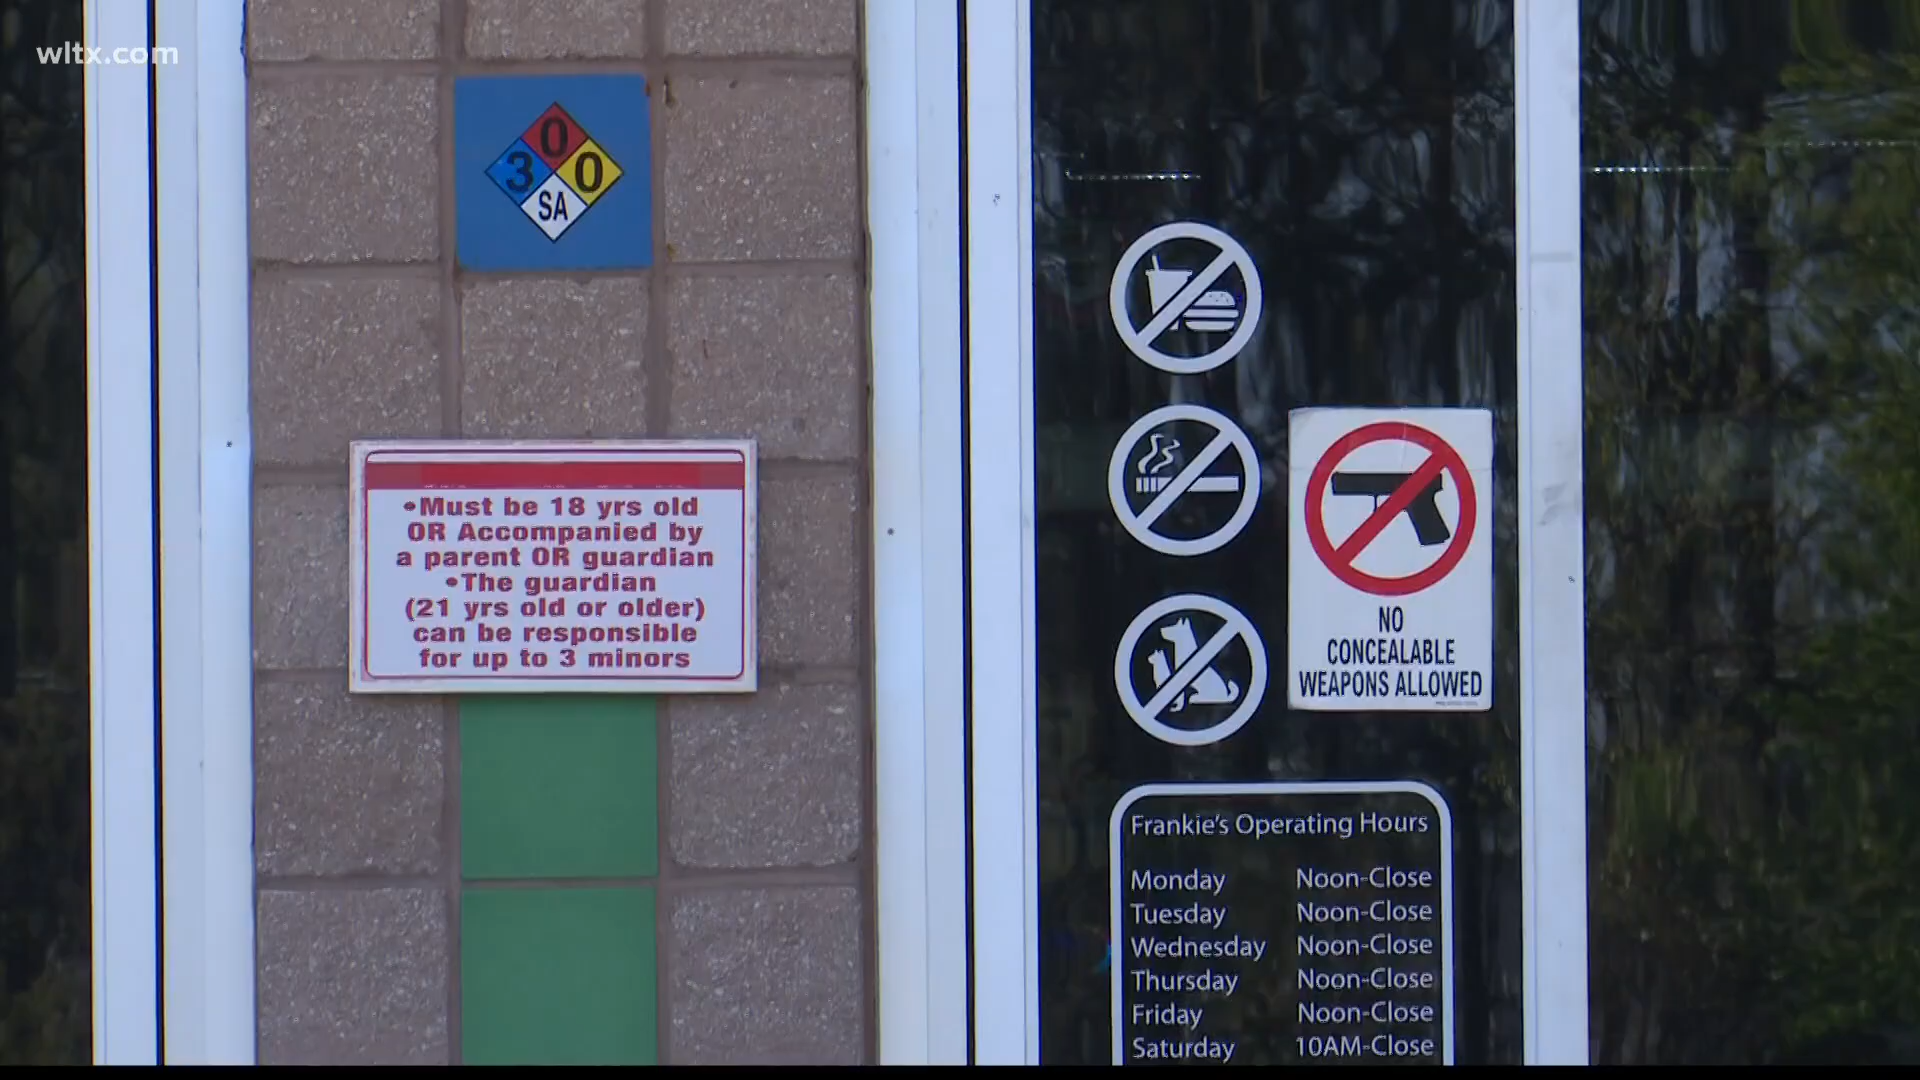 wltx.com
0
3
0
SA
•Must be 18 yrs old
OR Accompanied by
a parent OR guardian
•The guardian
(21 yrs old or older)
can be responsible
for up to 3 minors
NO
CONCEALABLE
WEAPONS ALLOWED
Frankie's Operating Hours
Monday Noon-Close
Tuesday Noon-Close
Wednesday Noon-Close
Thursday Noon-Close
Friday Noon-Close
Saturday 10AM-Close